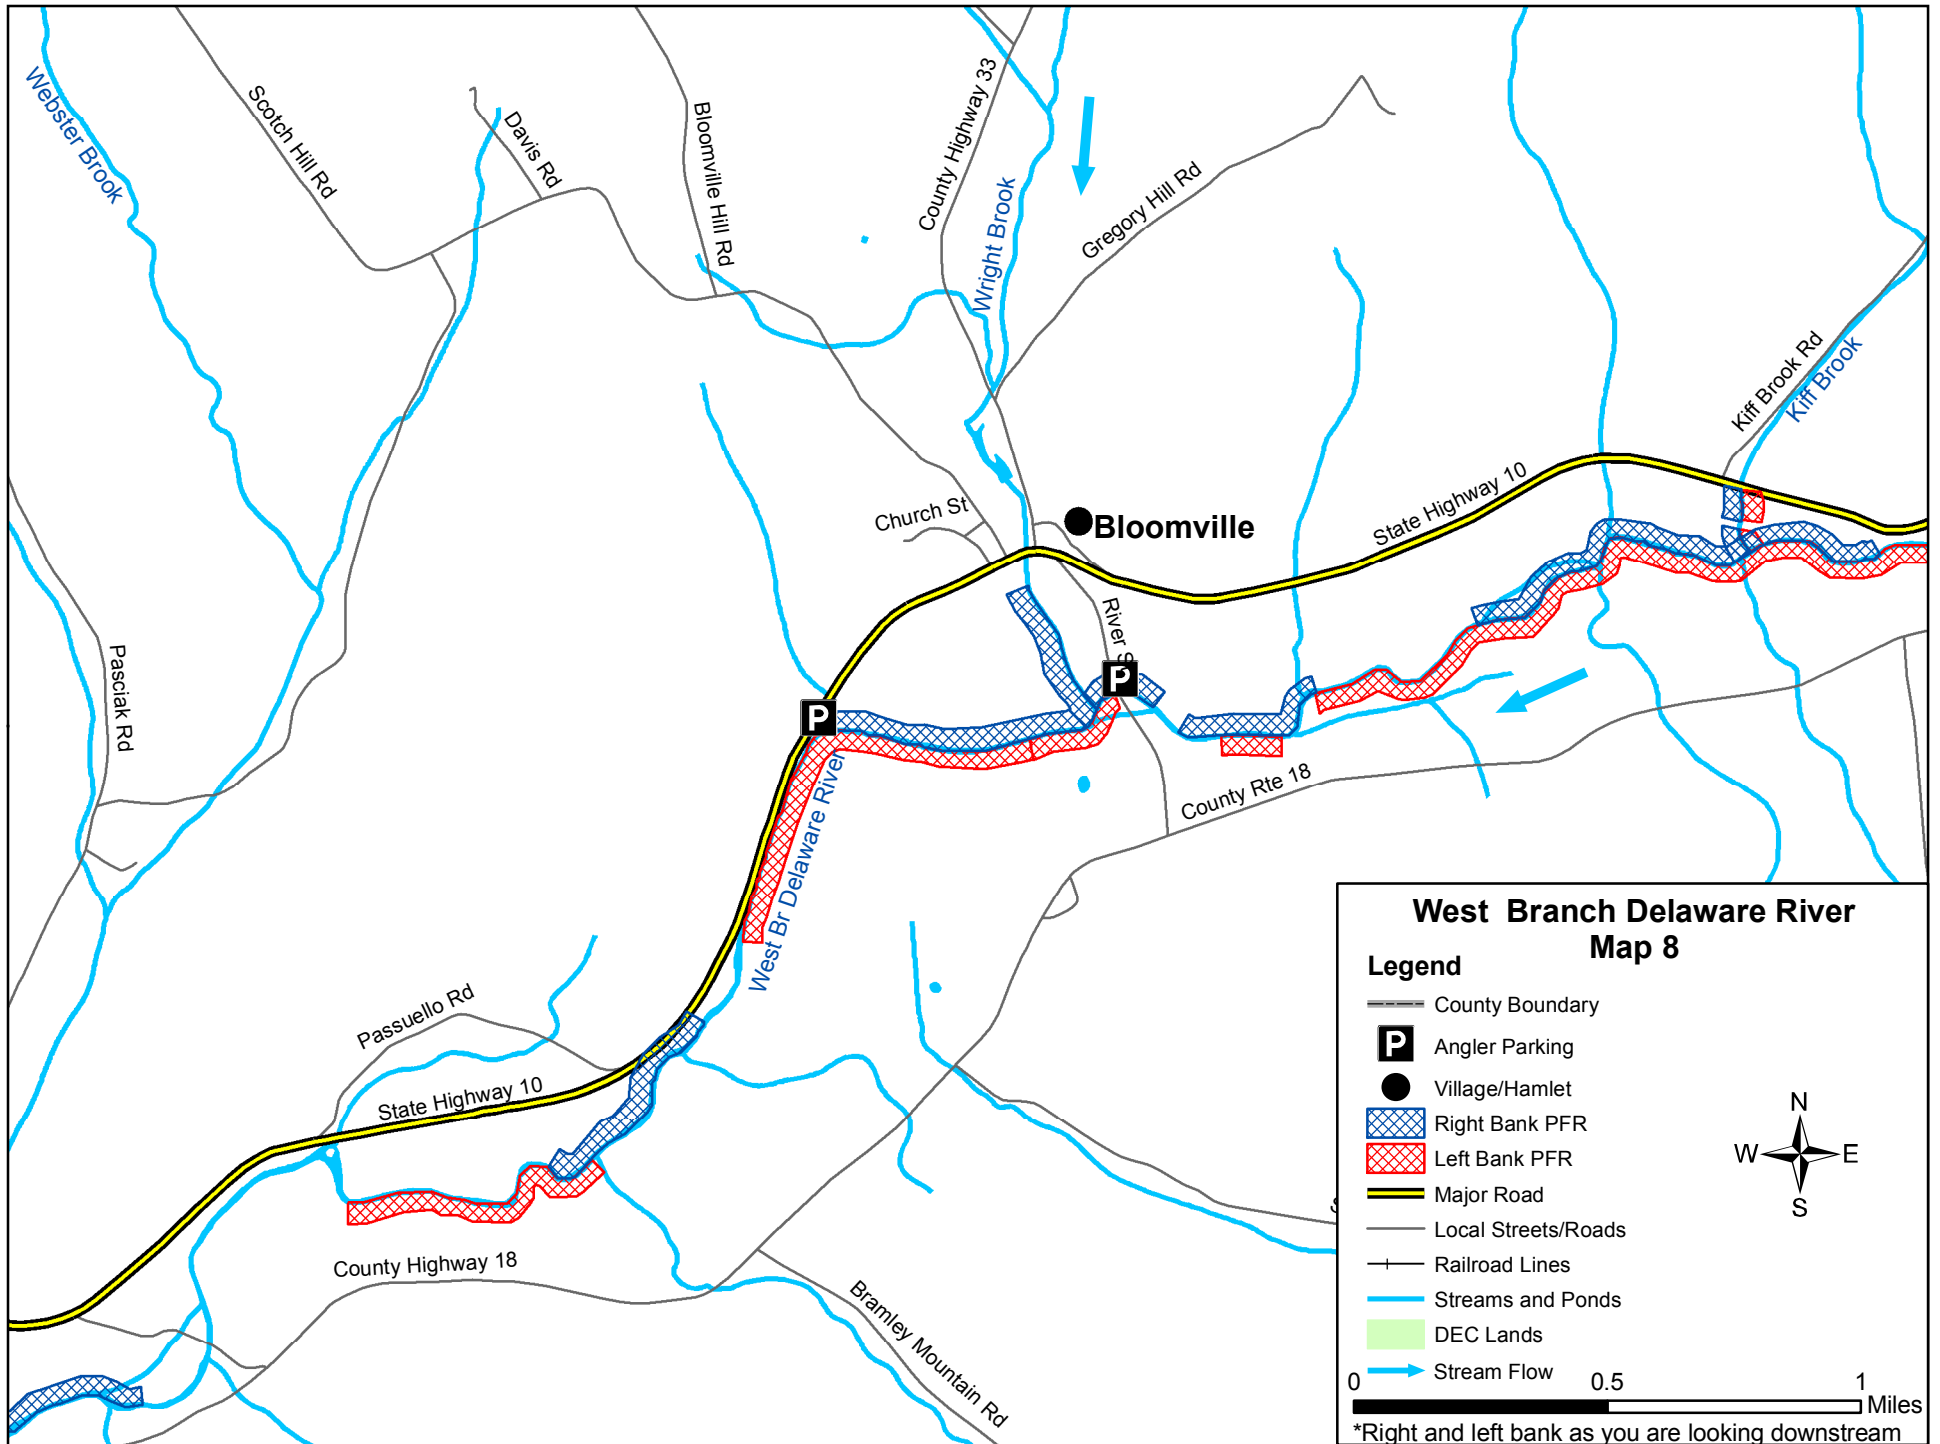 Webster Brook
Scotch Hill Rd
Davis Rd
Bloomville Hill Rd
County Highway 33
Wright Brook
Gregory Hill Rd
Kiff Brook Rd
Kiff Brook
State Highway 10
Church St
Bloomville
River St
P
P
Pasciak Rd
County Rte 18
West Br Delaware River
Passuello Rd
State Highway 10
County Highway 18
Bramley Mountain Rd
West Branch Delaware River
Map 8
Legend
County Boundary
P Angler Parking
Village/Hamlet
Right Bank PFR
Left Bank PFR
Major Road
Local Streets/Roads
Railroad Lines
Streams and Ponds
DEC Lands
Stream Flow
N
W E
S
0 0.5 1
Miles
*Right and left bank as you are looking downstream